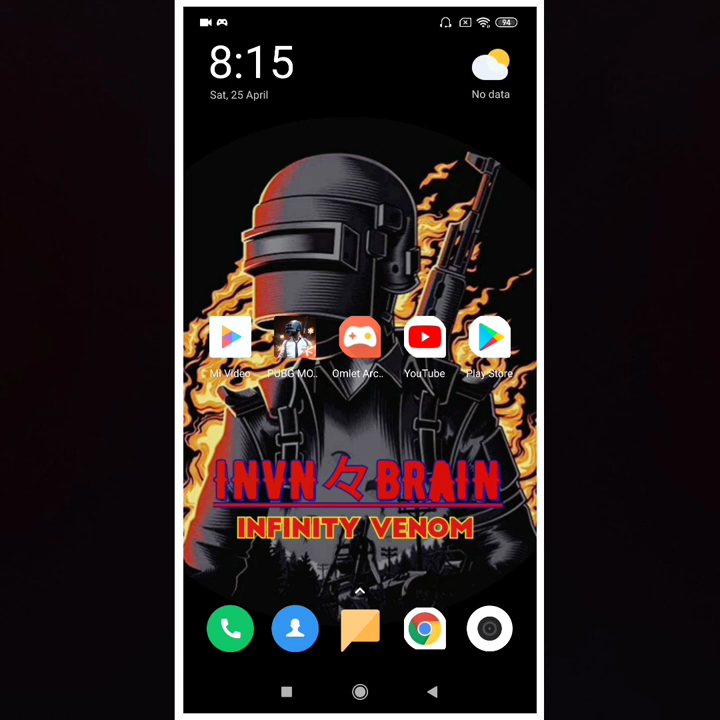 94
8:15
Sat, 25 April
No data
Mi Video
PUBG MO..
Omlet Arc..
YouTube
Play Store
INVN々BRAIN
INFINITY VENOM